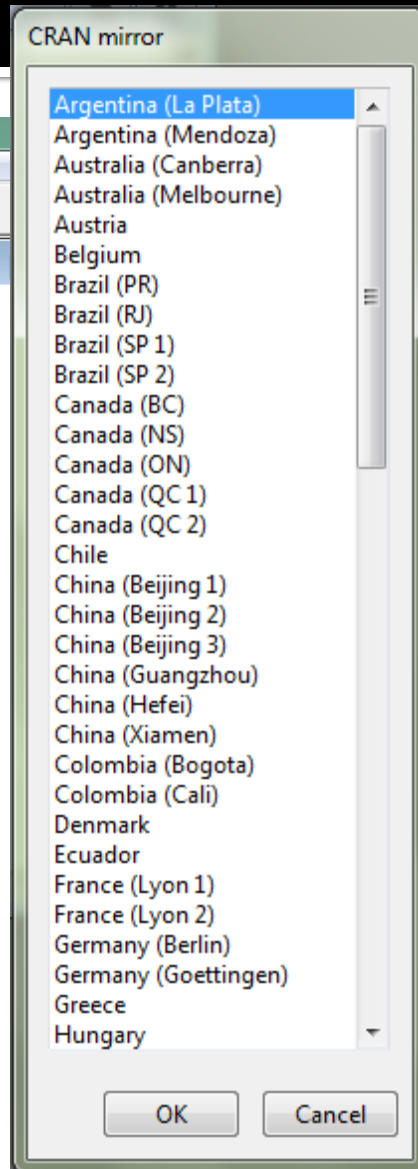 CRAN mirror
Argentina (La Plata)
Argentina (Mendoza)
Australia (Canberra)
Australia (Melbourne)
Austria
Belgium
Brazil (PR)
Brazil (RJ)
Brazil (SP 1)
Brazil (SP 2)
Canada (BC)
Canada (NS)
Canada (ON)
Canada (QC 1)
Canada (QC 2)
Chile
China (Beijing 1)
China (Beijing 2)
China (Beijing 3)
China (Guangzhou)
China (Hefei)
China (Xiamen)
Colombia (Bogota)
Colombia (Cali)
Denmark
Ecuador
France (Lyon 1)
France (Lyon 2)
Germany (Berlin)
Germany (Goettingen)
Greece
Hungary
OK Cancel